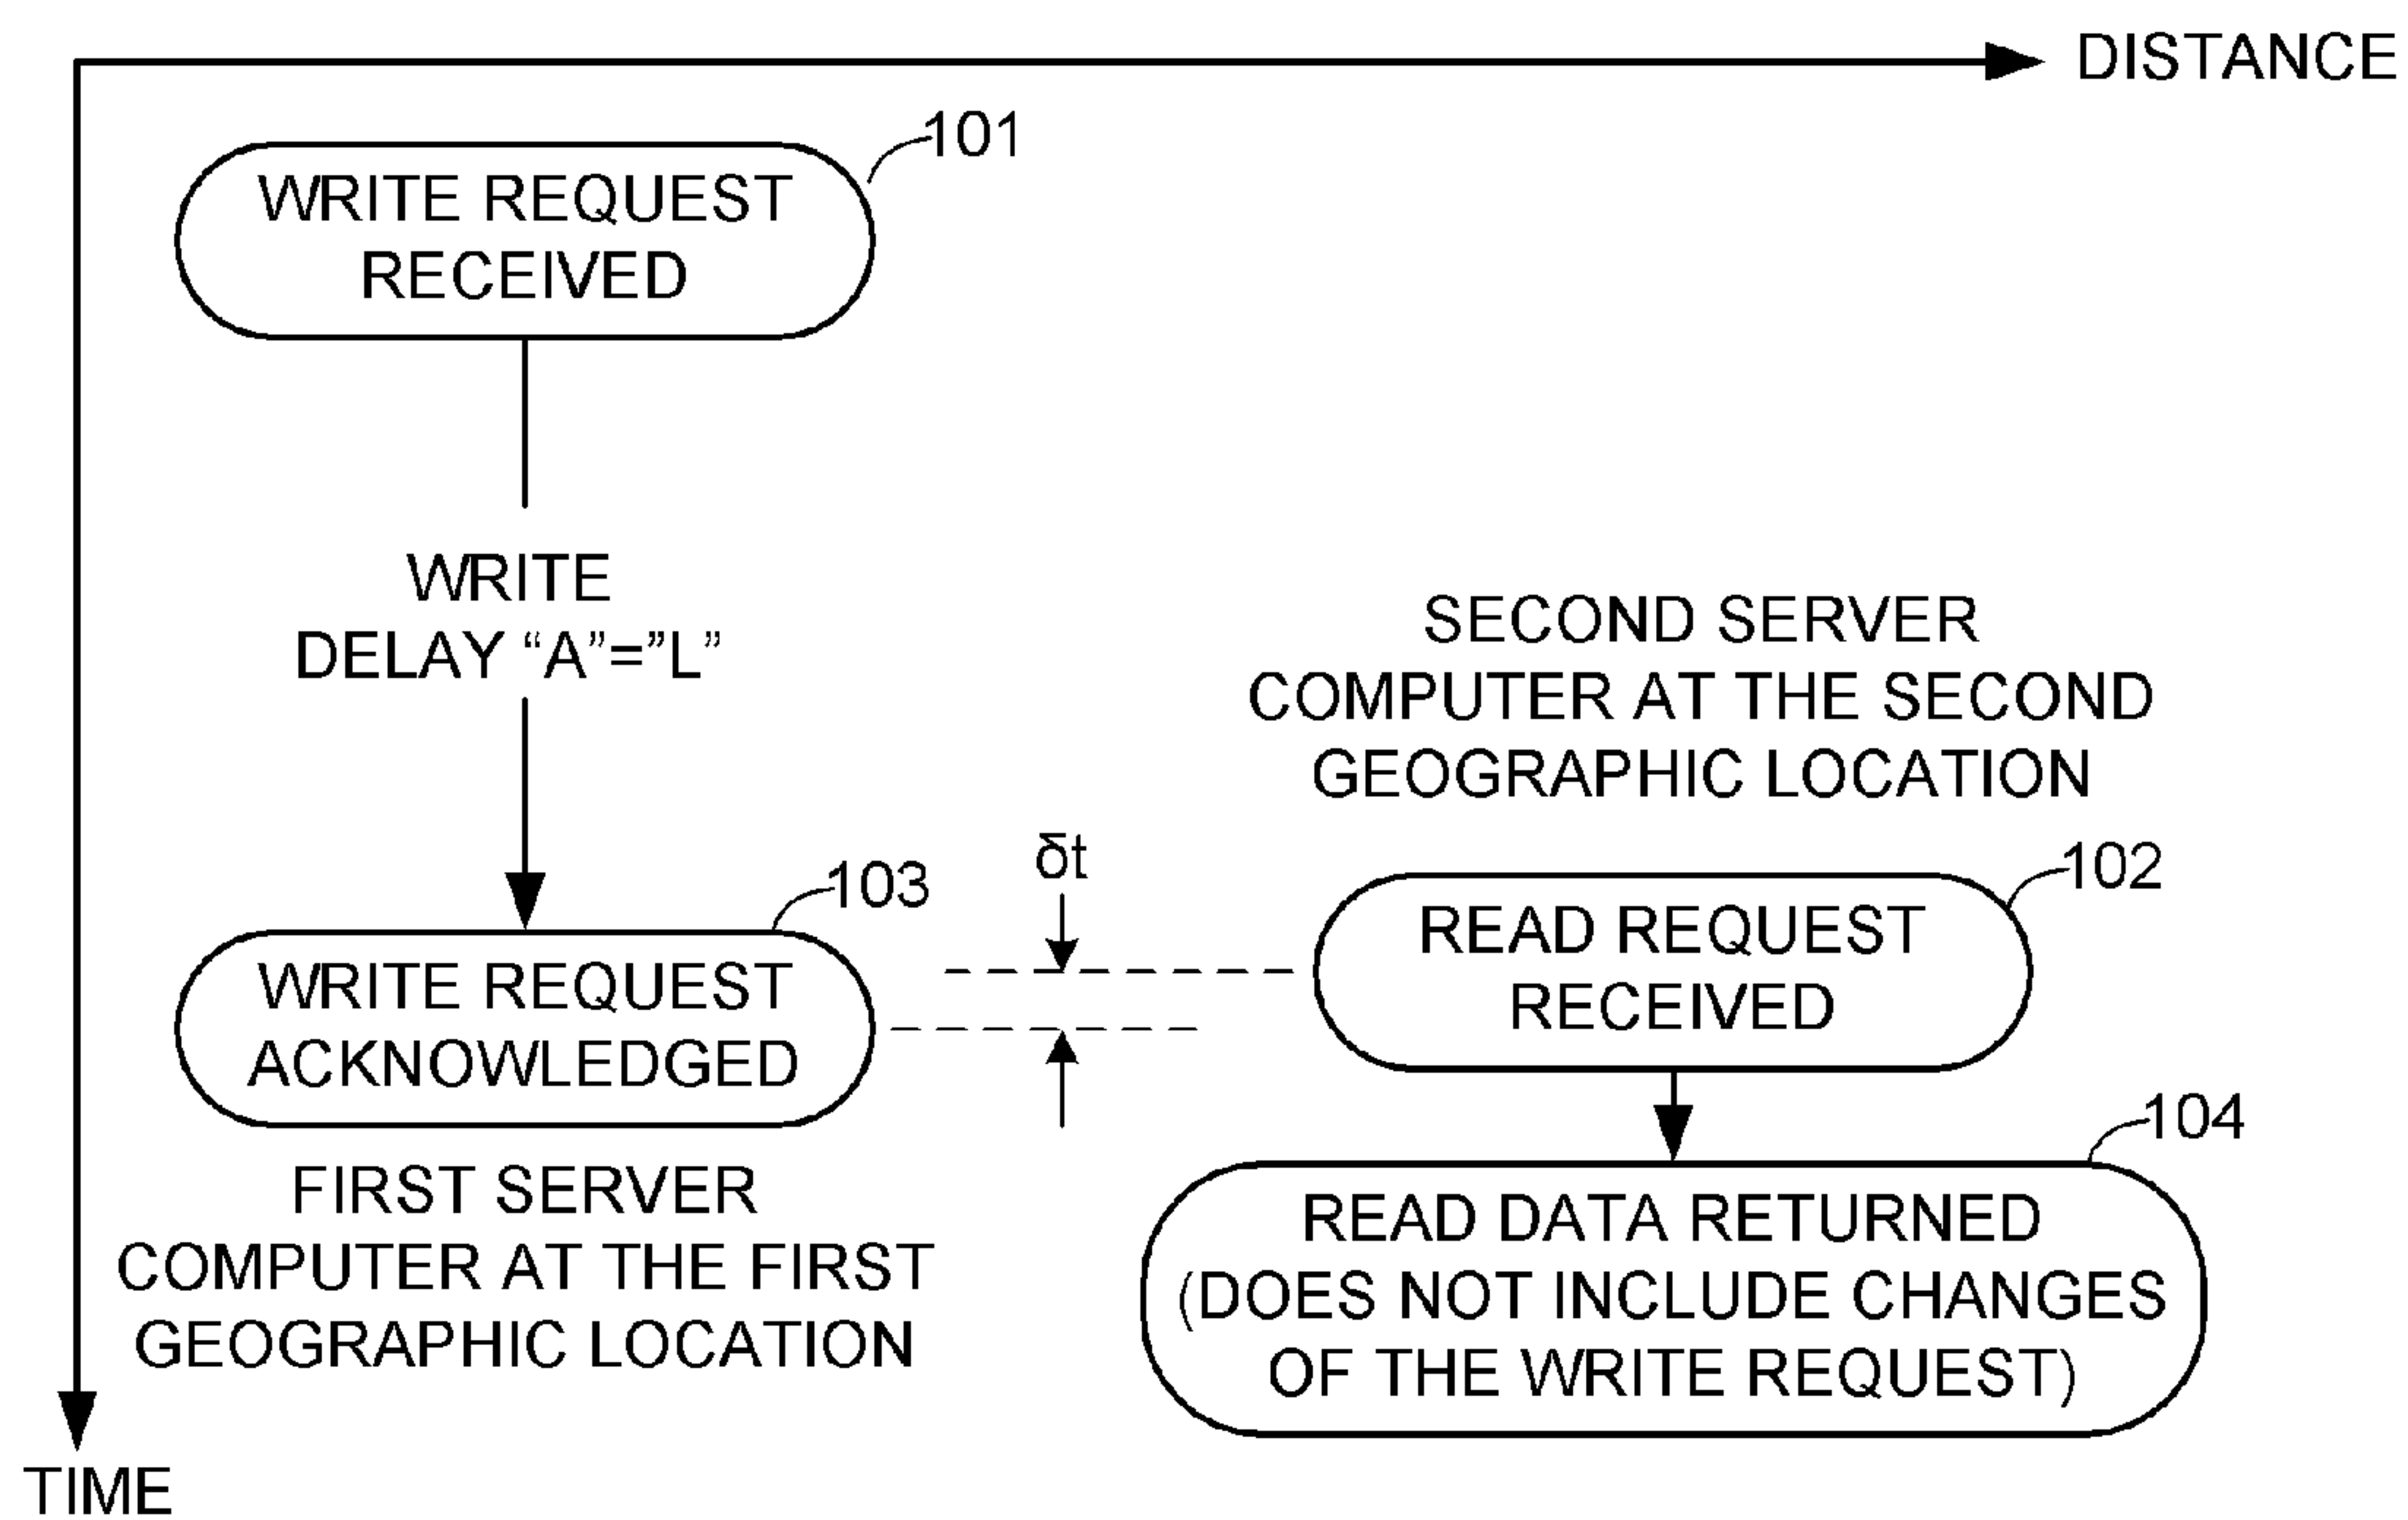 DISTANCE
101
WRITE REQUEST
RECEIVED
WRITE
DELAY “A”=”L”
SECOND SERVER
COMPUTER AT THE SECOND
GEOGRAPHIC LOCATION
δt
103
102
WRITE REQUEST
ACKNOWLEDGED
READ REQUEST
RECEIVED
FIRST SERVER
COMPUTER AT THE FIRST
GEOGRAPHIC LOCATION
104
READ DATA RETURNED
(DOES NOT INCLUDE CHANGES
OF THE WRITE REQUEST)
TIME